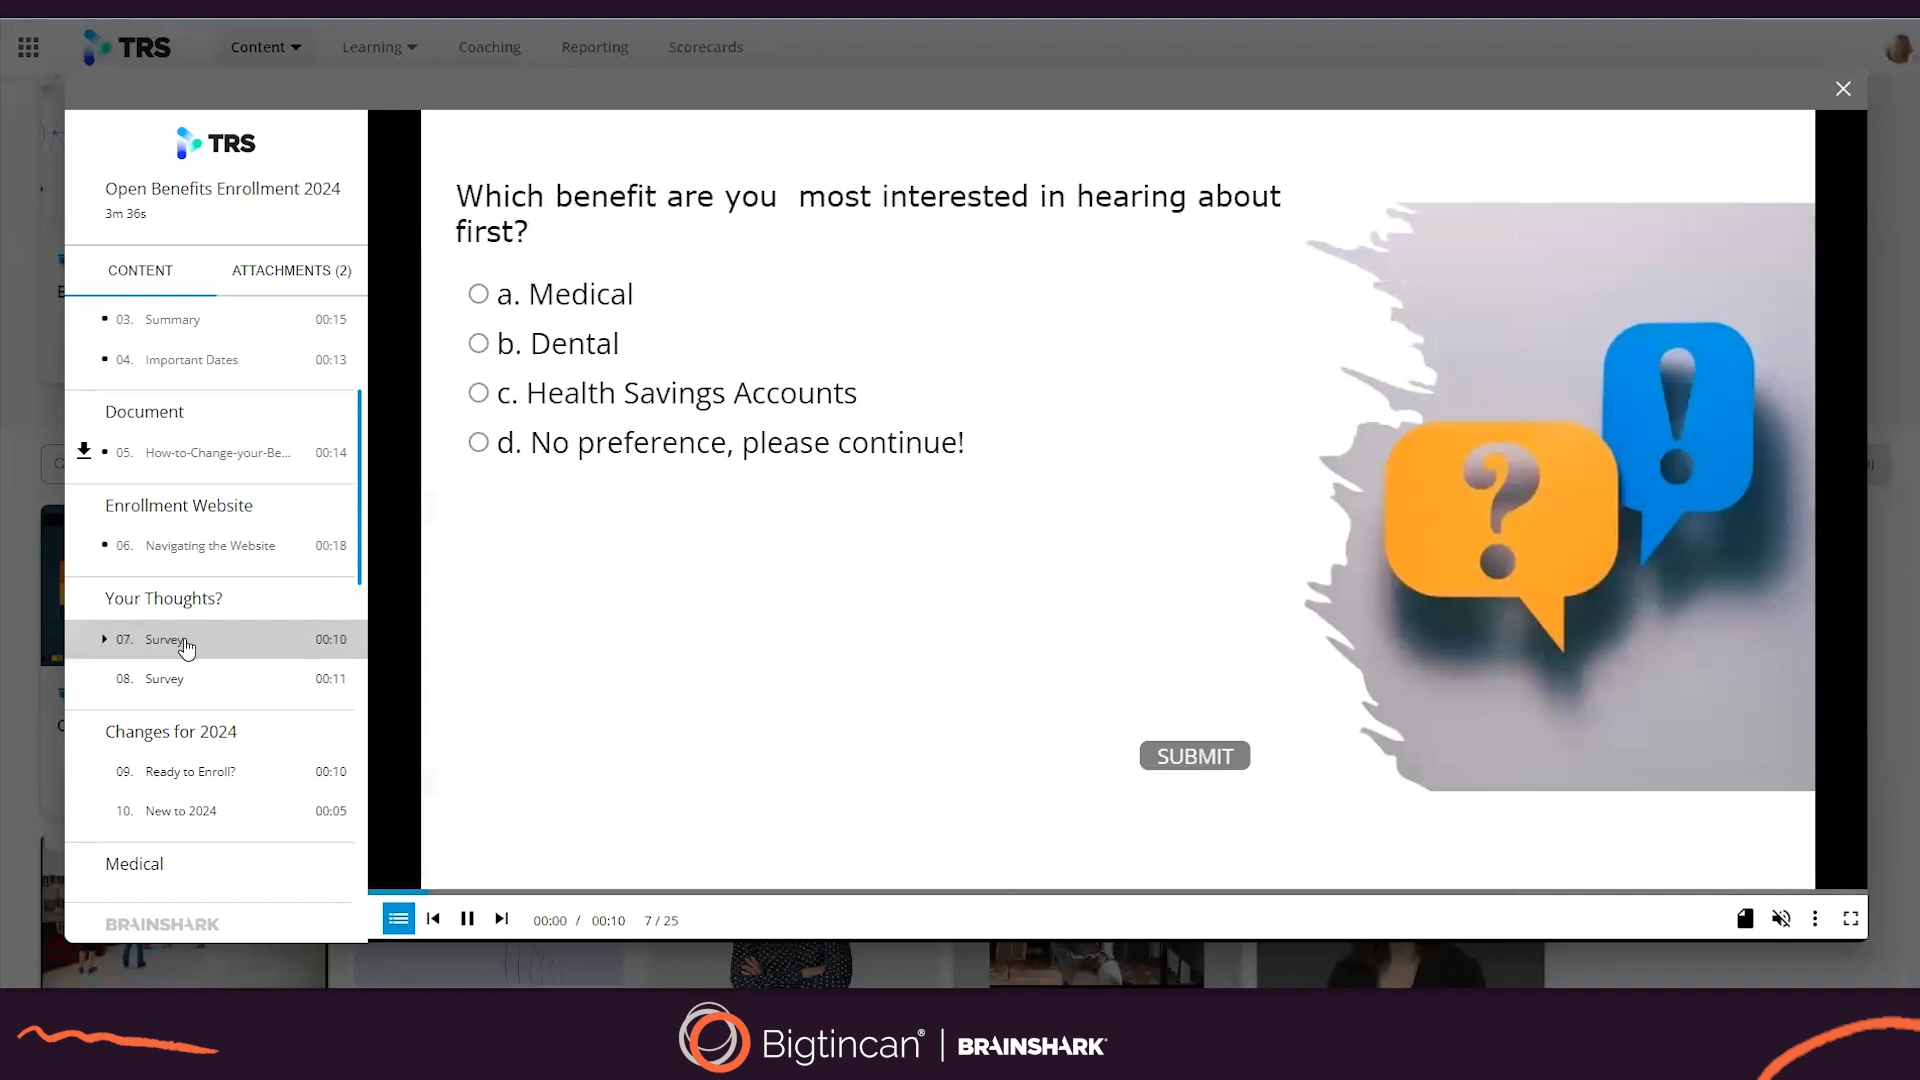 TRS
Content
Learning
Coaching
Reporting
Scorecards
TRS
Open Benefits Enrollment 2024
3m 36s
CONTENT
ATTACHMENTS (2)
03. Summary 00:15
04. Important Dates 00:13
Document
05. How-to-Change-your-Be... 00:14
Enrollment Website
06. Navigating the Website 00:18
Your Thoughts?
07. Survey 00:10
08. Survey 00:11
Changes for 2024
09. Ready to Enroll? 00:10
10. New to 2024 00:05
Medical
BRAINSHARK
Which benefit are you most interested in hearing about
first?
a. Medical
b. Dental
c. Health Savings Accounts
d. No preference, please continue!
SUBMIT
00:00 / 00:10 7 / 25
Bigtincan® | BRAINSHARK